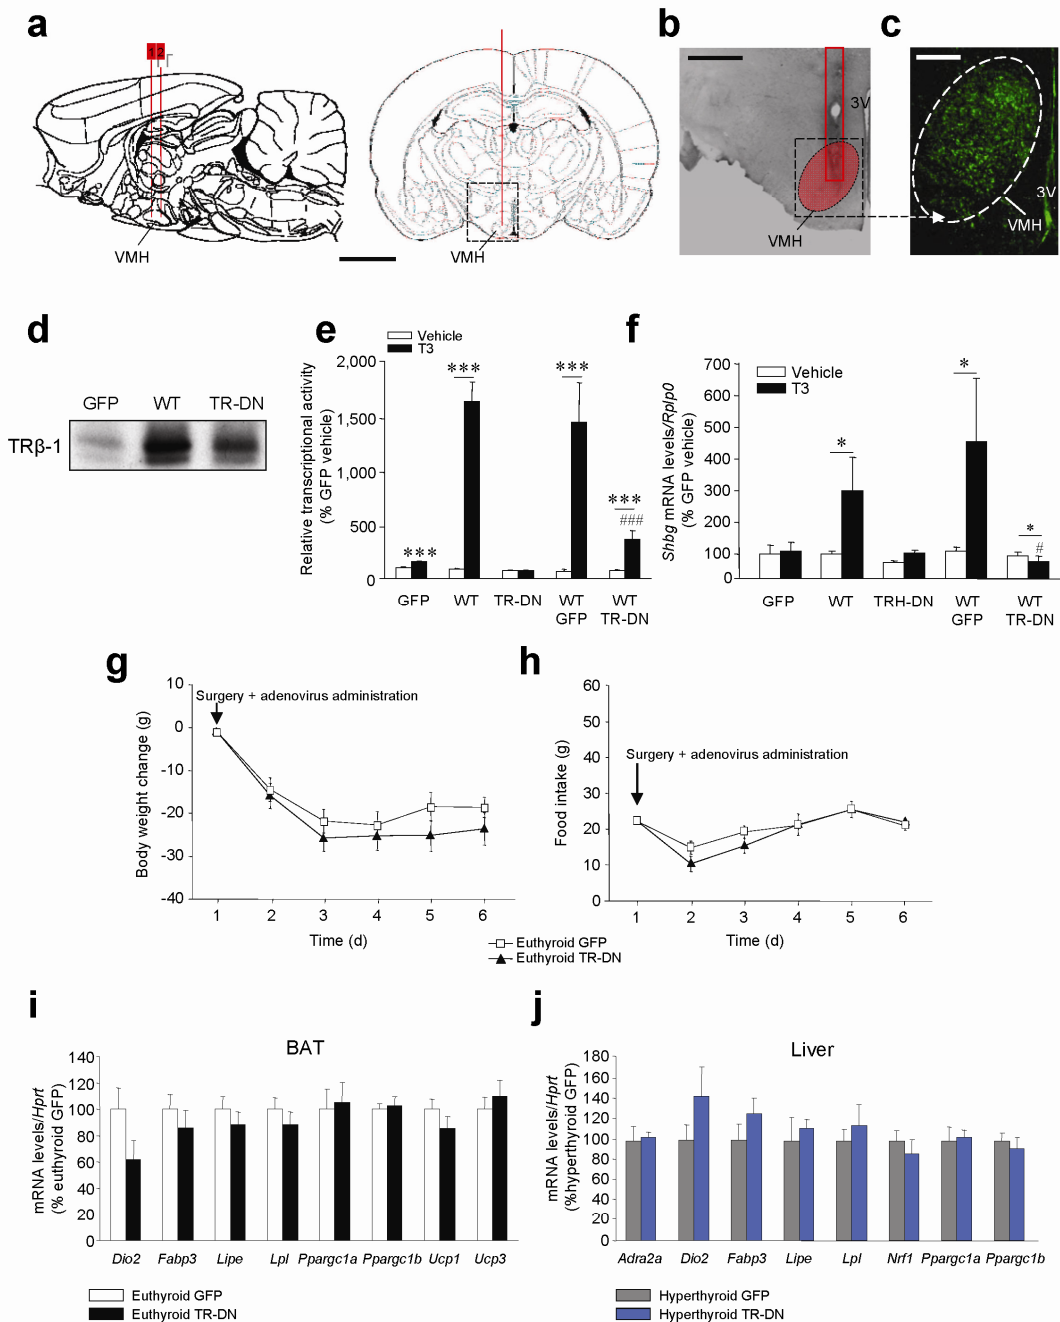 a
1 2
VMH
VMH
b
3V
VMH
c
3V
VMH
d
GFP WT TR-DN
TRβ-1
e
Vehicle
T3
Relative transcriptional activity
(% GFP vehicle)
2,000
1,500
1,000
500
0
***
***
***
***
###
GFP WT TR-DN WT GFP WT TR-DN
f
Vehicle
T3
Shbg mRNA levels/Rplp0
(% GFP vehicle)
700
600
500
400
300
200
100
0
*
*
*
#
GFP WT TRH-DN WT GFP WT TR-DN
g
Surgery + adenovirus administration
Body weight change (g)
10
0
-10
-20
-30
-40
1 2 3 4 5 6
Time (d)
h
Surgery + adenovirus administration
Food intake (g)
60
50
40
30
20
10
0
1 2 3 4 5 6
Time (d)
Euthyroid GFP
Euthyroid TR-DN
i
BAT
mRNA levels/Hprt
(% euthyroid GFP)
140
120
100
80
60
40
20
0
Dio2 Fabp3 Lipe Lpl Ppargc1a Ppargc1b Ucp1 Ucp3
Euthyroid GFP
Euthyroid TR-DN
j
Liver
mRNA levels/Hprt
(%hyperthyroid GFP)
180
160
140
120
100
80
60
40
20
0
Adra2a Dio2 Fabp3 Lipe Lpl Nrf1 Ppargc1a Ppargc1b
Hyperthyroid GFP
Hyperthyroid TR-DN